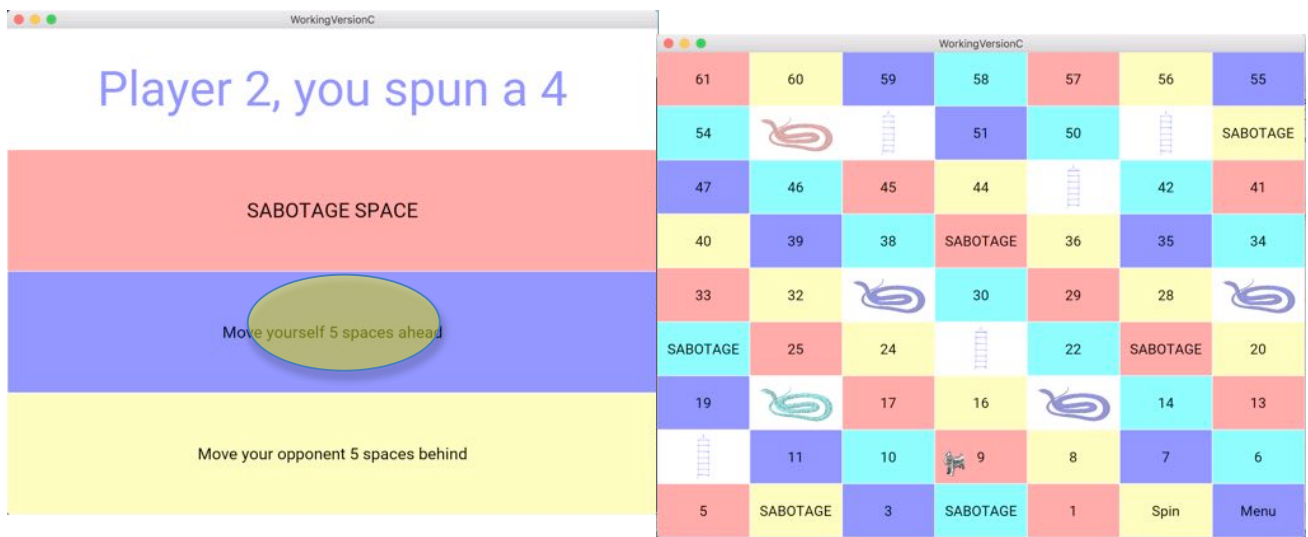 WorkingVersionC
Player 2, you spun a 4
SABOTAGE SPACE
Move yourself 5 spaces ahead
Move your opponent 5 spaces behind
WorkingVersionC
61 60 59 58 57 56 55
54 51 50 SABOTAGE
47 46 45 44 42 41
40 39 38 SABOTAGE 36 35 34
33 32 30 29 28
SABOTAGE 25 24 22 SABOTAGE 20
19 17 16 14 13
11 10 9 8 7 6
5 SABOTAGE 3 SABOTAGE 1 Spin Menu